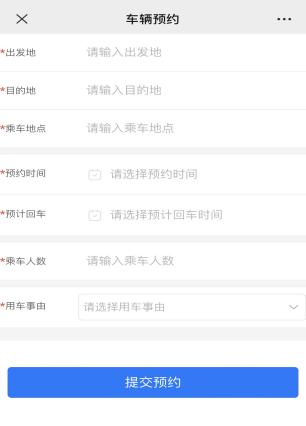 车辆预约
*出发地 请输入出发地
*目的地 请输入目的地
*乘车地点 请输入乘车地点
*预约时间 请选择预约时间
*预计回车 请选择预计回车时间
*乘车人数 请输入乘车人数
*用车事由 请选择用车事由
提交预约